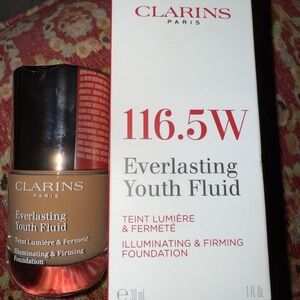 CLARINS
PARIS
Everlasting
Youth Fluid
Teint Lumière & Fermeté
Illuminating & Firming
Foundation
CLARINS
PARIS
116.5W
Everlasting
Youth Fluid
TEINT LUMIÈRE
& FERMETÉ
ILLUMINATING & FIRMING
FOUNDATION
℮ 30 ml
1 Fl. Oz.